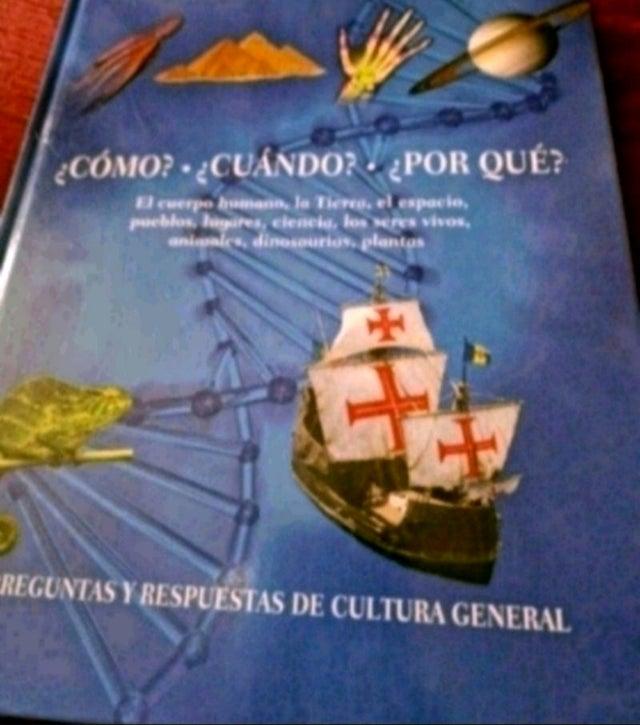 ¿CÓMO? • ¿CUÁNDO? • ¿POR QUÉ?
El cuerpo humano, la Tierra, el espacio,
pueblos, lugares, ciencia, los seres vivos,
animales, dinosaurios, plantas
PREGUNTAS Y RESPUESTAS DE CULTURA GENERAL